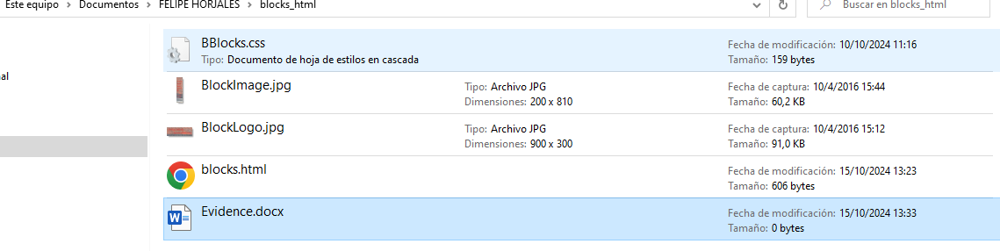 Este equipo > Documentos > FELIPE HORJALES > blocks_html
Buscar en blocks_html
al
BBlocks.css
Tipo: Documento de hoja de estilos en cascada
Fecha de modificación: 10/10/2024 11:16
Tamaño: 159 bytes
BlockImage.jpg
Tipo: Archivo JPG
Dimensiones: 200 x 810
Fecha de captura: 10/4/2016 15:44
Tamaño: 60,2 KB
BlockLogo.jpg
Tipo: Archivo JPG
Dimensiones: 900 x 300
Fecha de captura: 10/4/2016 15:12
Tamaño: 91,0 KB
blocks.html
Fecha de modificación: 15/10/2024 13:23
Tamaño: 606 bytes
Evidence.docx
Fecha de modificación: 15/10/2024 13:33
Tamaño: 0 bytes